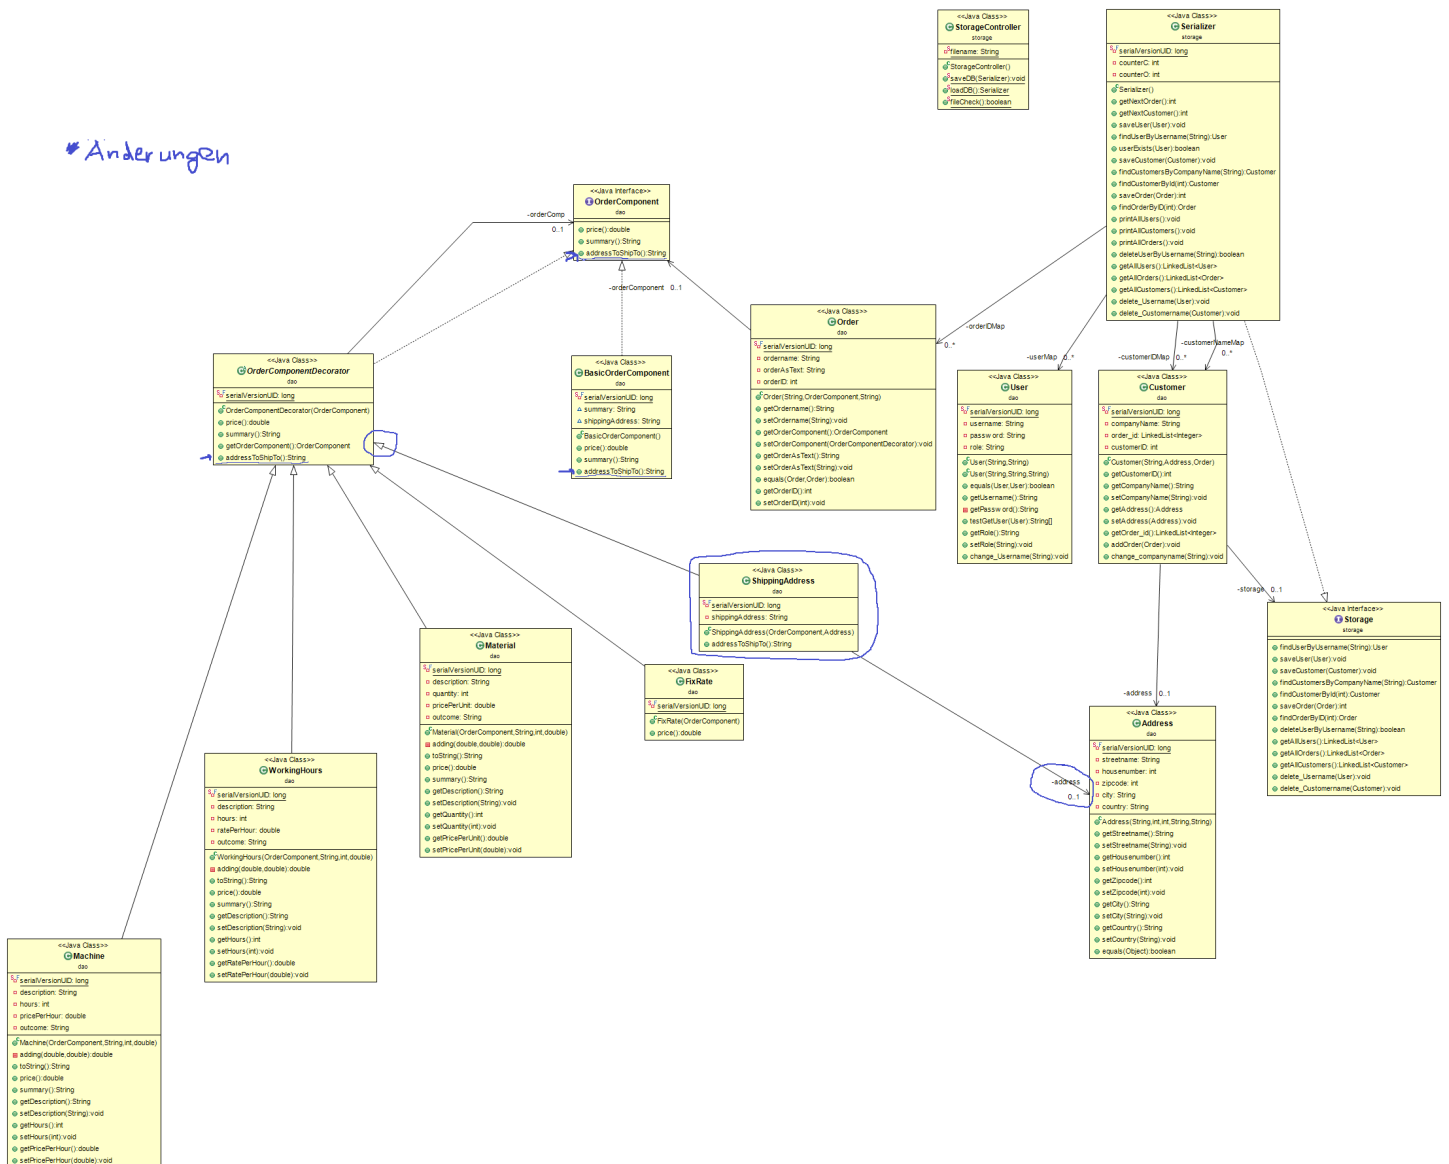 Änderungen
<<Java Class>>
StorageController
storage
filename: String
StorageController()
saveDB(Serializer):void
loadDB():Serializer
fileCheck():boolean
<<Java Class>>
Serializer
storage
serialVersionUID: long
counterC: int
counterO: int
Serializer()
getNextOrder():int
getNextCustomer():int
saveUser(User):void
findUserByUsername(String):User
userExists(User):boolean
saveCustomer(Customer):void
findCustomersByCompanyName(String):Customer
findCustomerById(int):Customer
saveOrder(Order):int
findOrderByID(int):Order
printAllUsers():void
printAllCustomers():void
printAllOrders():void
deleteUserByUsername(String):boolean
getAllUsers():LinkedList<User>
getAllOrders():LinkedList<Order>
getAllCustomers():LinkedList<Customer>
delete_Username(User):void
delete_Customername(Customer):void
<<Java Interface>>
OrderComponent
dao
price():double
summary():String
addressToShipTo():String
-orderComp
0..1
-orderComponent 0..1
-orderIDMap
0..*
-userMap 0..*
-customerIDMap 0..*
-customerNameMap
0..*
<<Java Class>>
Order
dao
serialVersionUID: long
ordername: String
orderAsText: String
orderID: int
Order(String,OrderComponent,String)
getOrdername():String
setOrdername(String):void
getOrderComponent():OrderComponent
setOrderComponent(OrderComponentDecorator):void
getOrderAsText():String
setOrderAsText(String):void
equals(Order,Order):boolean
getOrderID():int
setOrderID(int):void
<<Java Class>>
OrderComponentDecorator
dao
serialVersionUID: long
OrderComponentDecorator(OrderComponent)
price():double
summary():String
getOrderComponent():OrderComponent
addressToShipTo():String
<<Java Class>>
BasicOrderComponent
dao
serialVersionUID: long
summary: String
shippingAddress: String
BasicOrderComponent()
price():double
summary():String
addressToShipTo():String
<<Java Class>>
User
dao
serialVersionUID: long
username: String
password: String
role: String
User(String,String)
User(String,String,String)
equals(User,User):boolean
getUsername():String
getPassword():String
testGetUser(User):String[]
getRole():String
setRole(String):void
change_Username(String):void
<<Java Class>>
Customer
dao
serialVersionUID: long
companyName: String
order_id: LinkedList<Integer>
customerID: int
Customer(String,Address,Order)
getCustomerID():int
getCompanyName():String
setCompanyName(String):void
getAddress():Address
setAddress(Address):void
getOrder_id():LinkedList<Integer>
addOrder(Order):void
change_companyname(String):void
-storage 0..1
<<Java Class>>
ShippingAddress
dao
serialVersionUID: long
shippingAddress: String
ShippingAddress(OrderComponent,Address)
addressToShipTo():String
<<Java Interface>>
Storage
storage
findUserByUsername(String):User
saveUser(User):void
saveCustomer(Customer):void
findCustomersByCompanyName(String):Customer
findCustomerById(int):Customer
saveOrder(Order):int
findOrderByID(int):Order
deleteUserByUsername(String):boolean
getAllUsers():LinkedList<User>
getAllOrders():LinkedList<Order>
getAllCustomers():LinkedList<Customer>
delete_Username(User):void
delete_Customername(Customer):void
<<Java Class>>
Material
dao
serialVersionUID: long
description: String
quantity: int
pricePerUnit: double
outcome: String
Material(OrderComponent,String,int,double)
adding(double,double):double
toString():String
price():double
summary():String
getDescription():String
setDescription(String):void
getQuantity():int
setQuantity(int):void
getPricePerUnit():double
setPricePerUnit(double):void
<<Java Class>>
FixRate
dao
serialVersionUID: long
FixRate(OrderComponent)
price():double
-address 0..1
-address
0..1
<<Java Class>>
Address
dao
serialVersionUID: long
streetname: String
housenumber: int
zipcode: int
city: String
country: String
Address(String,int,int,String,String)
getStreetname():String
setStreetname(String):void
getHousenumber():int
setHousenumber(int):void
getZipcode():int
setZipcode(int):void
getCity():String
setCity(String):void
getCountry():String
setCountry(String):void
equals(Object):boolean
<<Java Class>>
WorkingHours
dao
serialVersionUID: long
description: String
hours: int
ratePerHour: double
outcome: String
WorkingHours(OrderComponent,String,int,double)
adding(double,double):double
toString():String
price():double
summary():String
getDescription():String
setDescription(String):void
getHours():int
setHours(int):void
getRatePerHour():double
setRatePerHour(double):void
<<Java Class>>
Machine
dao
serialVersionUID: long
description: String
hours: int
pricePerHour: double
outcome: String
Machine(OrderComponent,String,int,double)
adding(double,double):double
toString():String
price():double
summary():String
getDescription():String
setDescription(String):void
getHours():int
setHours(int):void
getPricePerHour():double
setPricePerHour(double):void